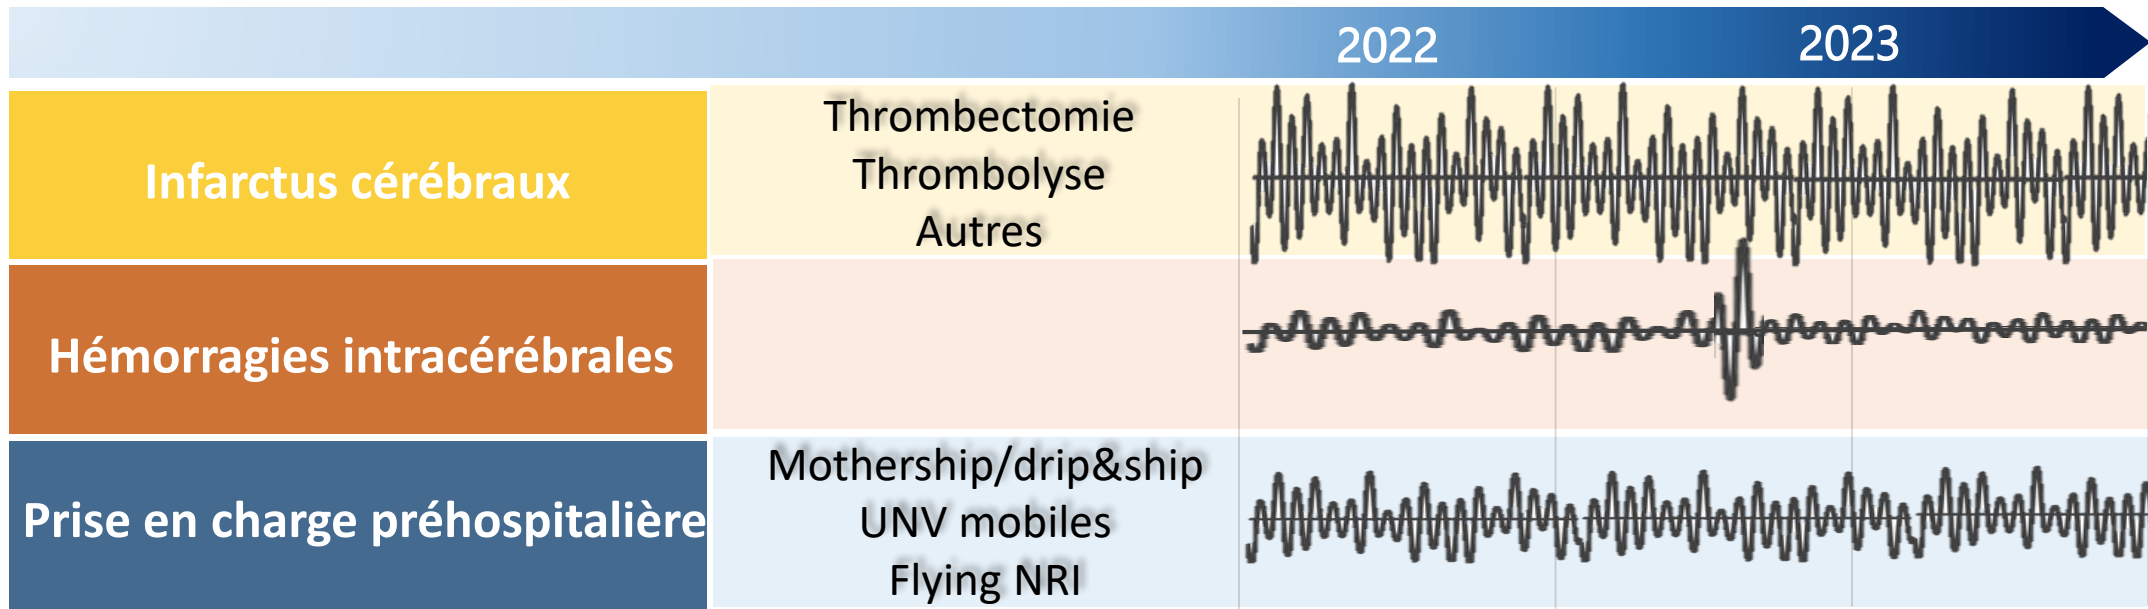 2022 2023
Infarctus cérébraux
Thrombectomie
Thrombolyse
Autres
Hémorragies intracérébrales
Prise en charge préhospitalière
Mothership/drip&ship
UNV mobiles
Flying NRI